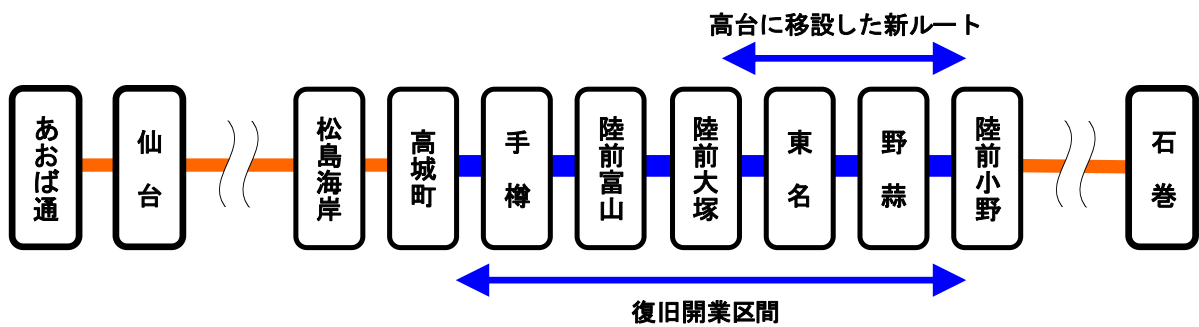 高台に移設した新ルート
あおば通
仙台
松島海岸
高城町
手樽
陸前富山
陸前大塚
東名
野蒜
陸前小野
石巻
復旧開業区間